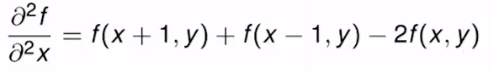 ∂²f/∂²x = f(x + 1, y) + f(x − 1, y) − 2f(x, y)